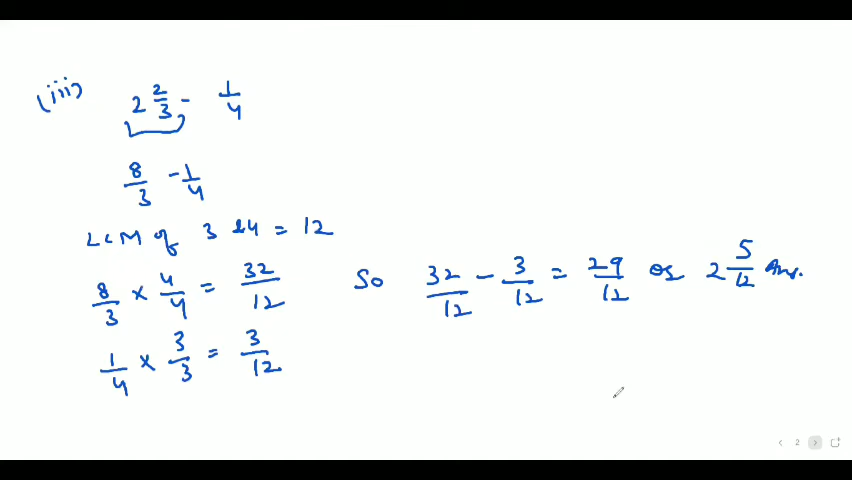 (iii) 2 2/3 - 1/4
8/3 - 1/4
LCM of 3 &4 = 12
8/3 × 4/4 = 32/12
1/4 × 3/3 = 3/12
So 32/12 - 3/12 = 29/12 or 2 5/12 Ans.
2